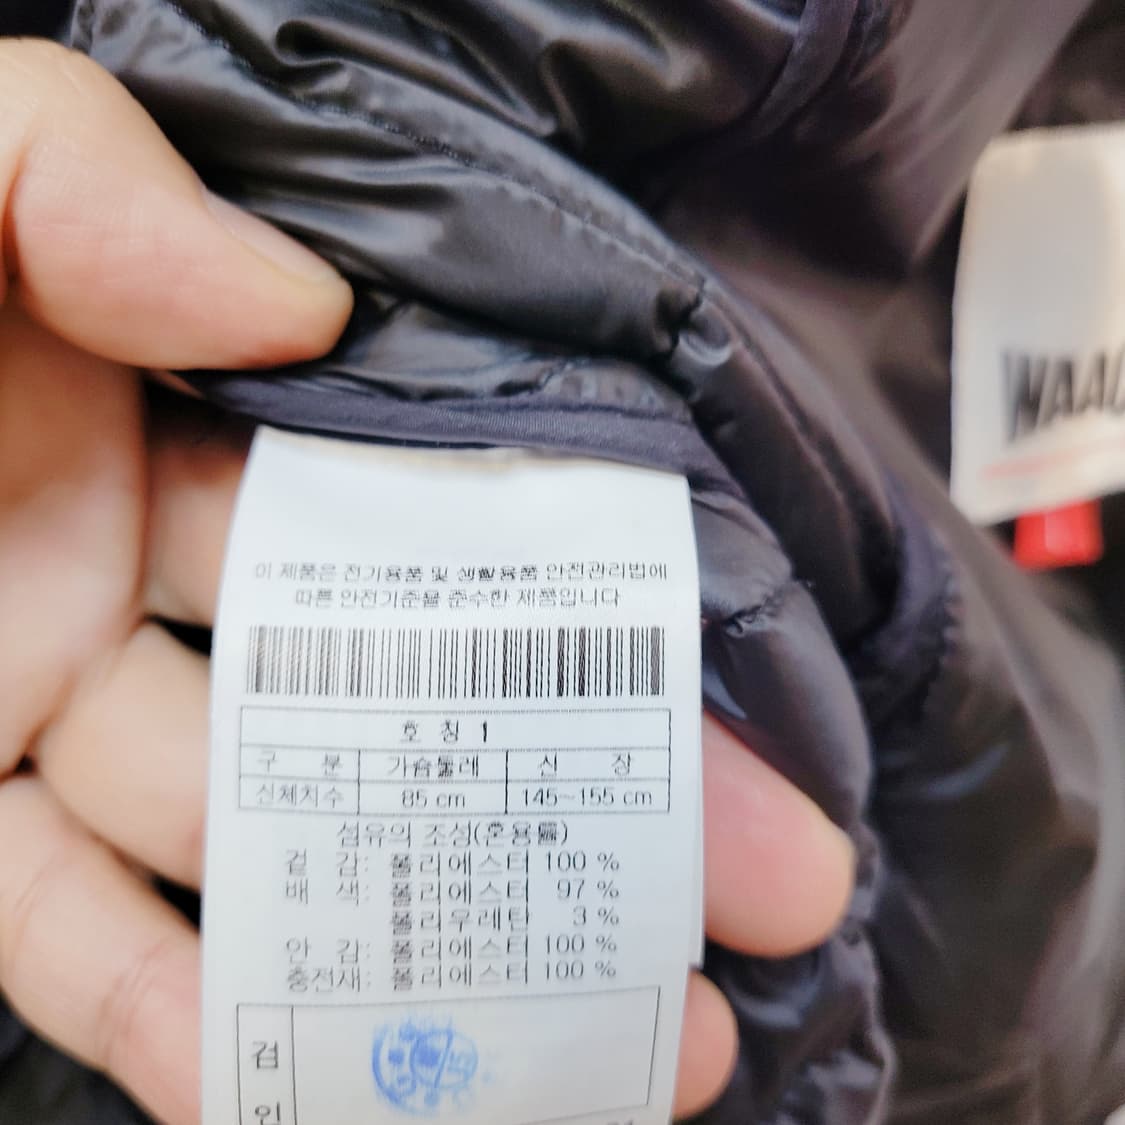 이 제품은 전기용품 및 생활용품 안전관리법에
따른 안전기준을 준수한 제품입니다
호 칭 1
구 분 가슴둘레 신 장
신체치수 85 cm 145~155 cm
섬유의 조성(혼용률)
겉 감: 폴리에스터 100 %
배 색: 폴리에스터 97 %
폴리우레탄 3 %
안 감: 폴리에스터 100 %
충전재: 폴리에스터 100 %
검
인
WAAC